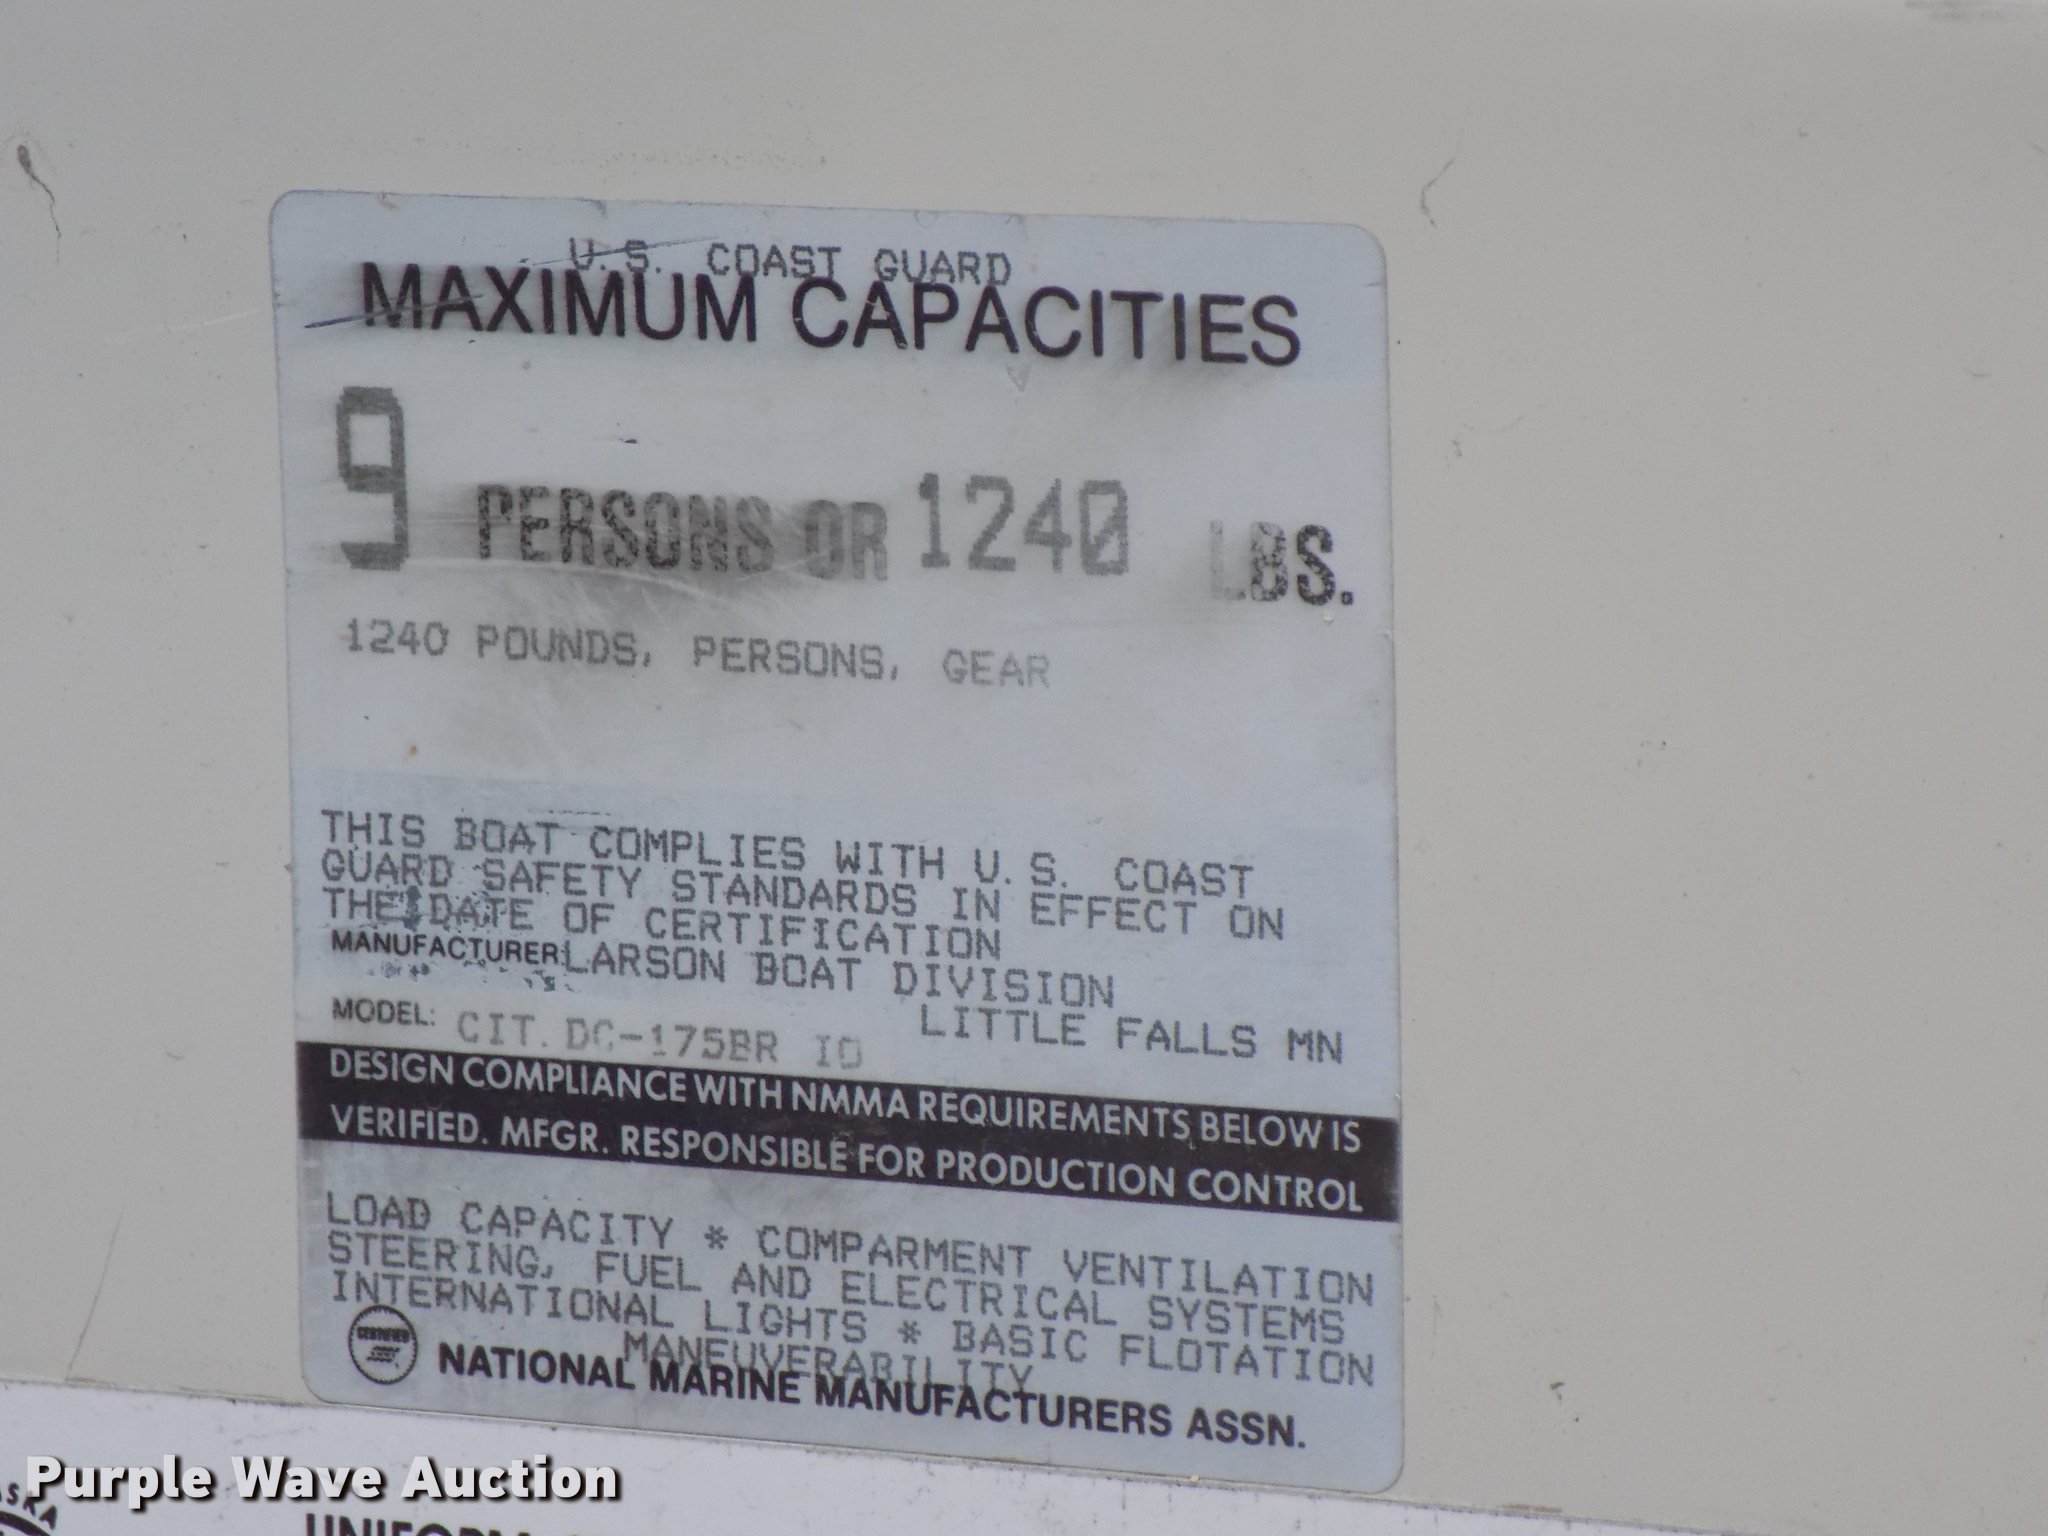 U.S. COAST GUARD
MAXIMUM CAPACITIES
9 PERSONS OR 1240 LBS.
1240 POUNDS, PERSONS, GEAR
THIS BOAT COMPLIES WITH U.S. COAST
GUARD SAFETY STANDARDS IN EFFECT ON
THE DATE OF CERTIFICATION
MANUFACTURER: LARSON BOAT DIVISION
LITTLE FALLS MN
MODEL: CIT. DC-175BR IO
DESIGN COMPLIANCE WITH NMMA REQUIREMENTS BELOW IS
VERIFIED. MFGR. RESPONSIBLE FOR PRODUCTION CONTROL
LOAD CAPACITY * COMPARMENT VENTILATION
STEERING, FUEL AND ELECTRICAL SYSTEMS
INTERNATIONAL LIGHTS * BASIC FLOTATION
MANEUVERABILITY
CERTIFIED
NATIONAL MARINE MANUFACTURERS ASSN.
Purple Wave Auction